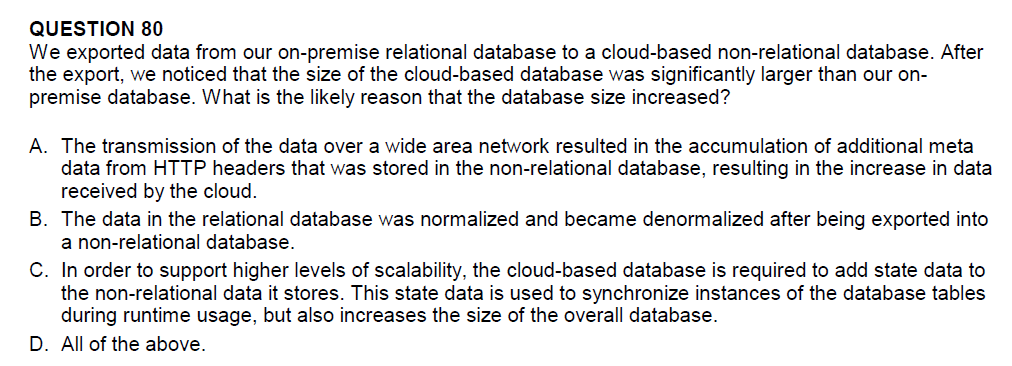 QUESTION 80
We exported data from our on-premise relational database to a cloud-based non-relational database. After
the export, we noticed that the size of the cloud-based database was significantly larger than our on-
premise database. What is the likely reason that the database size increased?
A. The transmission of the data over a wide area network resulted in the accumulation of additional meta
data from HTTP headers that was stored in the non-relational database, resulting in the increase in data
received by the cloud.
B. The data in the relational database was normalized and became denormalized after being exported into
a non-relational database.
C. In order to support higher levels of scalability, the cloud-based database is required to add state data to
the non-relational data it stores. This state data is used to synchronize instances of the database tables
during runtime usage, but also increases the size of the overall database.
D. All of the above.